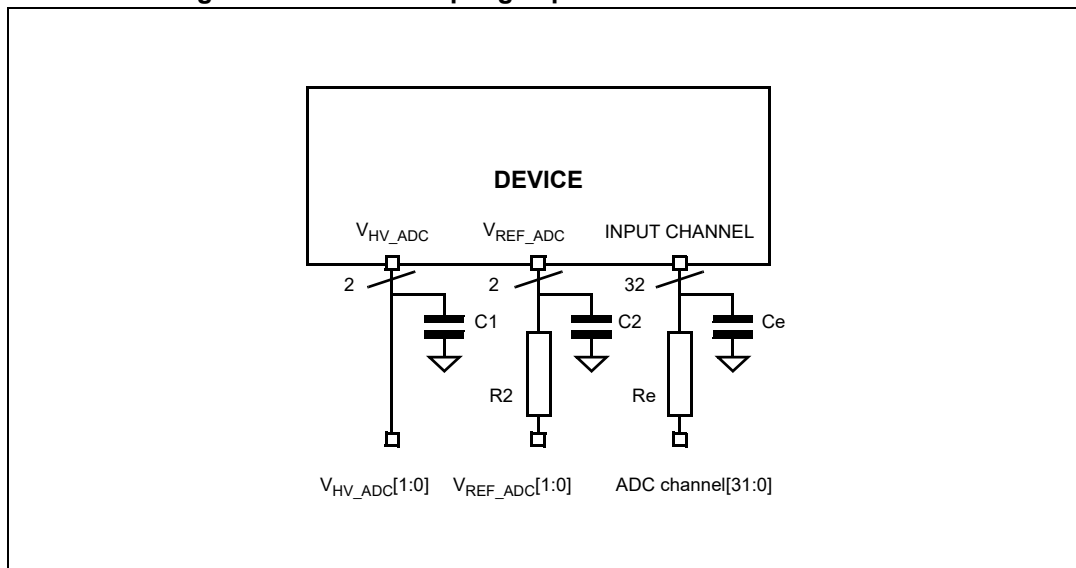 DEVICE
V_HV_ADC V_REF_ADC INPUT CHANNEL
2 2 32
C1 C2 Ce
R2 Re
V_HV_ADC[1:0] V_REF_ADC[1:0] ADC channel[31:0]